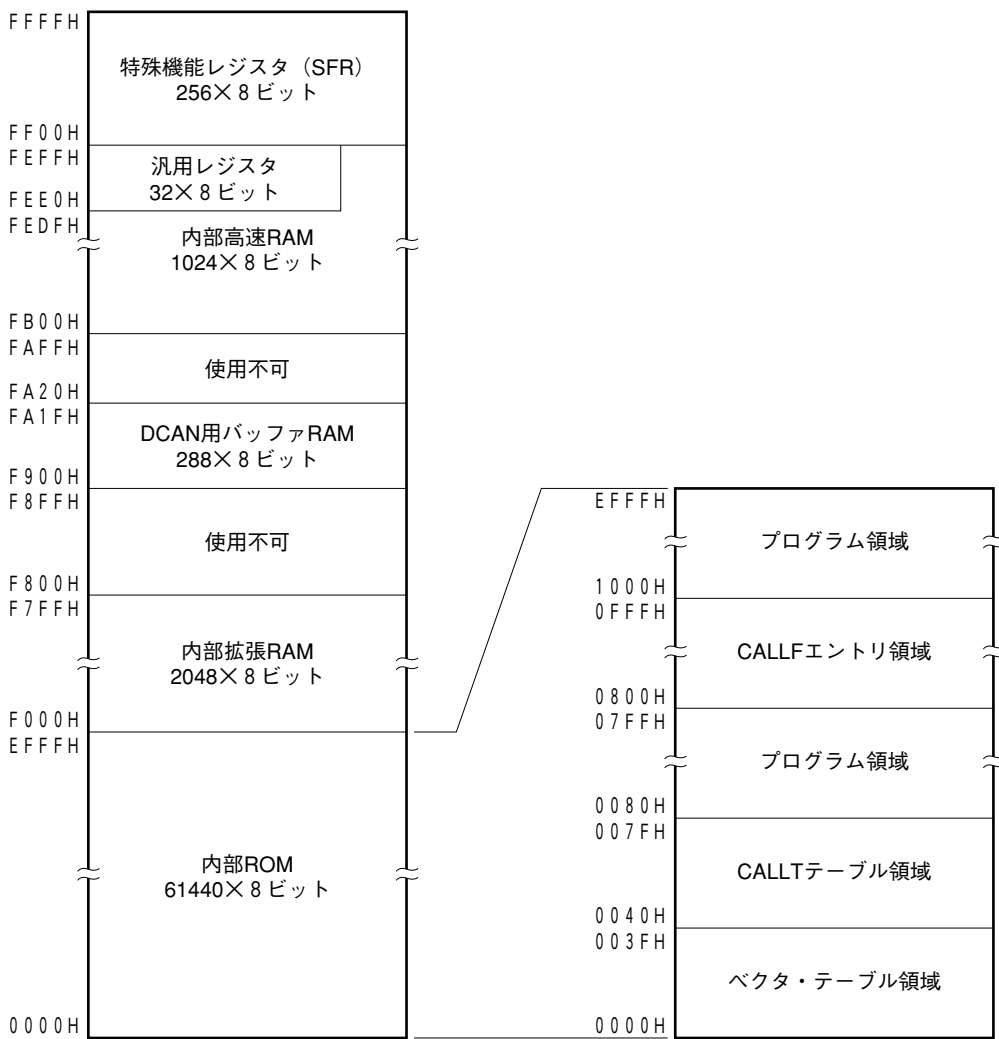 FFFFH
特殊機能レジスタ（SFR）
256×8ビット
FF00H
FEFFH
汎用レジスタ
32×8ビット
FEE0H
FEDFH
内部高速RAM
1024×8ビット
FB00H
FAFFH
使用不可
FA20H
FA1FH
DCAN用バッファRAM
288×8ビット
F900H
F8FFH
使用不可
F800H
F7FFH
内部拡張RAM
2048×8ビット
F000H
EFFFH
内部ROM
61440×8ビット
0000H
EFFFH
プログラム領域
1000H
0FFFH
CALLFエントリ領域
0800H
07FFH
プログラム領域
0080H
007FH
CALLTテーブル領域
0040H
003FH
ベクタ・テーブル領域
0000H